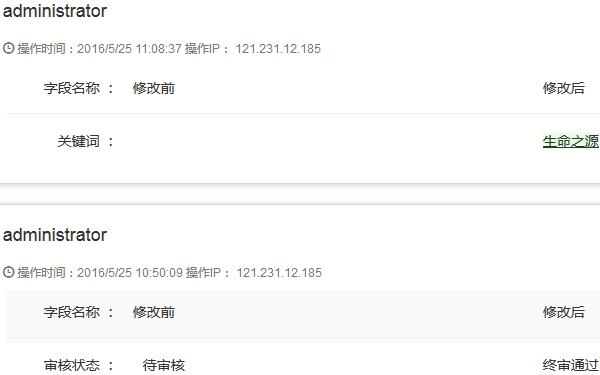 administrator
操作时间：2016/5/25 11:08:37 操作IP： 121.231.12.185
字段名称 ： 修改前 修改后
关键词 ： 生命之源
administrator
操作时间：2016/5/25 10:50:09 操作IP： 121.231.12.185
字段名称 ： 修改前 修改后
审核状态 ： 待审核 终审通过